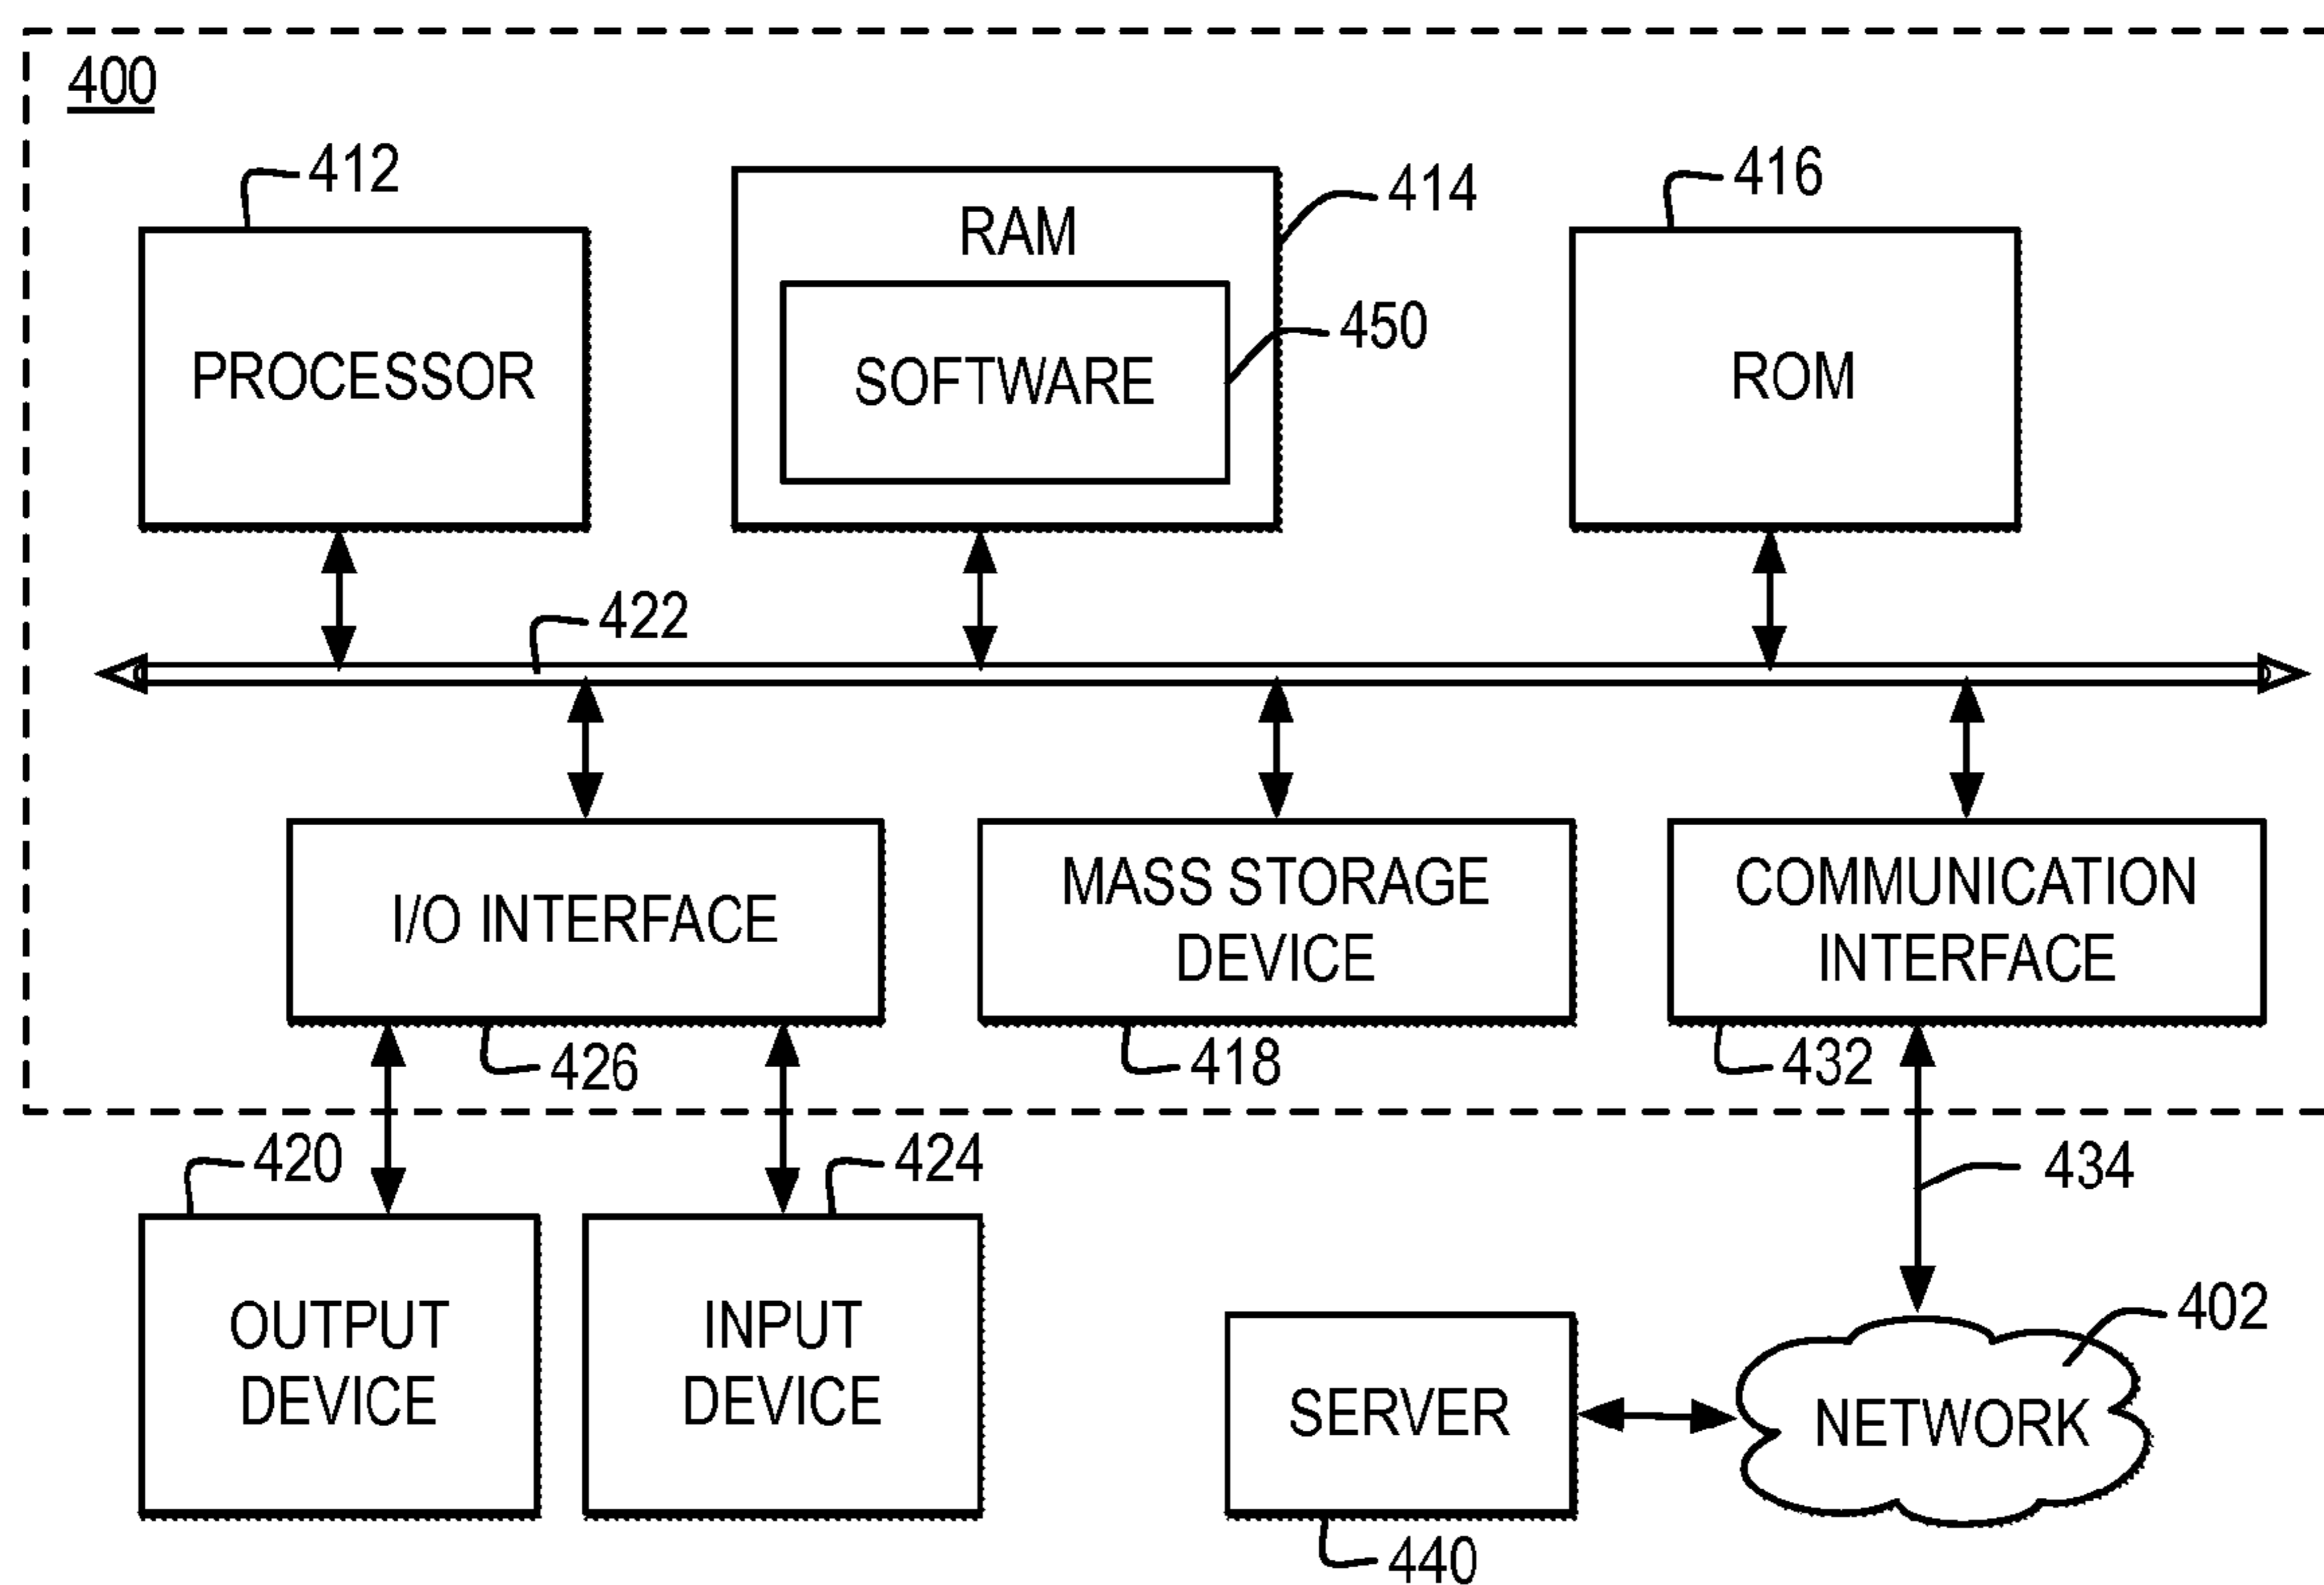 400
412
414
416
RAM
450
PROCESSOR
SOFTWARE
ROM
422
I/O INTERFACE
MASS STORAGE
DEVICE
COMMUNICATION
INTERFACE
426
418
432
420
424
434
OUTPUT
DEVICE
INPUT
DEVICE
402
SERVER
NETWORK
440